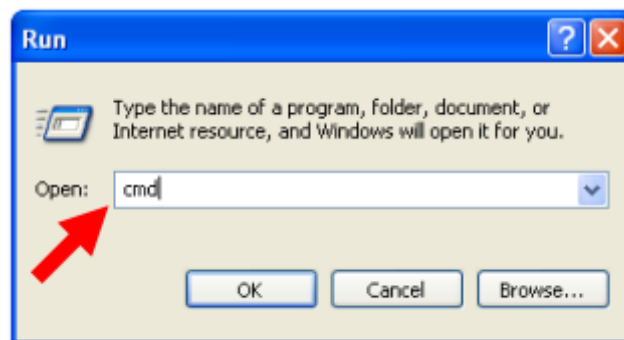 Run
Type the name of a program, folder, document, or
Internet resource, and Windows will open it for you.
Open:
cmd
OK
Cancel
Browse...